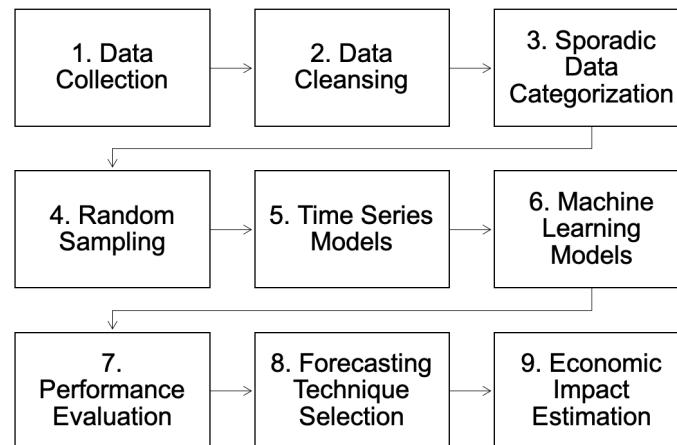 1. Data
Collection
2. Data
Cleansing
3. Sporadic
Data
Categorization
4. Random
Sampling
5. Time Series
Models
6. Machine
Learning
Models
7.
Performance
Evaluation
8. Forecasting
Technique
Selection
9. Economic
Impact
Estimation